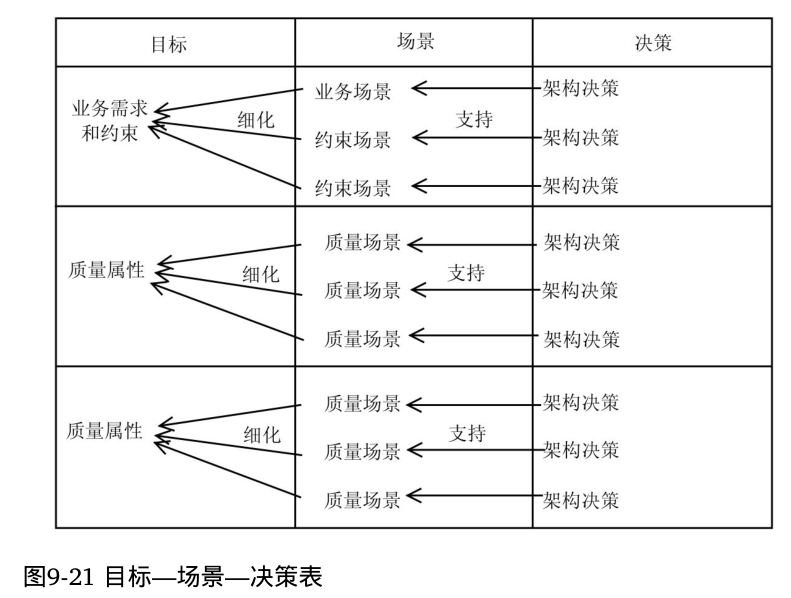 目标 场景 决策
业务需求
和约束
细化
业务场景
约束场景
约束场景
支持
架构决策
架构决策
架构决策
质量属性
细化
质量场景
质量场景
质量场景
支持
架构决策
架构决策
架构决策
质量属性
细化
质量场景
质量场景
质量场景
支持
架构决策
架构决策
架构决策
图9-21 目标—场景—决策表